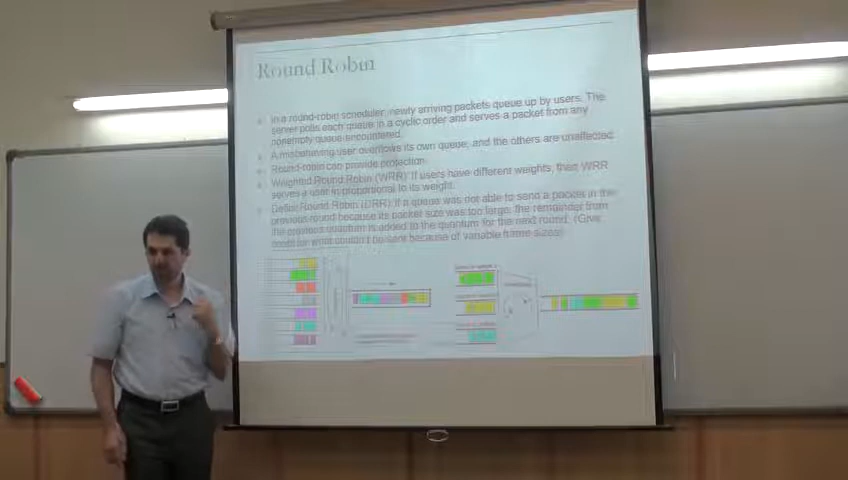 Round Robin
In a round-robin scheduler, newly arriving packets queue up by users. The
server polls each queue in a cyclic order and serves a packet from any
nonempty queue encountered.
A misbehaving user overflows its own queue, and the others are unaffected.
Round-robin can provide protection.
Weighted Round Robin (WRR): If users have different weights, then WRR
serves a user in proportional to its weight.
Deficit Round Robin (DRR): If a queue was not able to send a packet in the
previous round because its packet size was too large, the remainder from
the previous quantum is added to the quantum for the next round. (Give
for what couldn't be sent because of variable frame sizes)